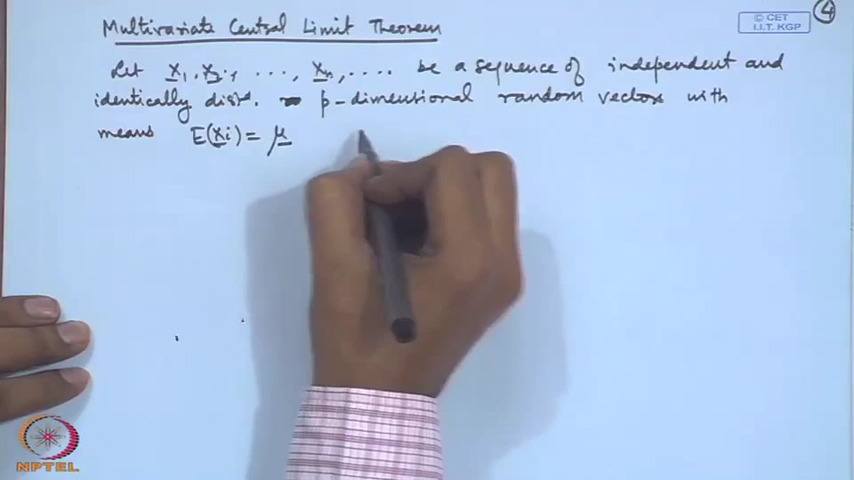 Multivariate Central Limit Theorem
© CET
I.I.T. KGP
4
Let X1, X2, ..., Xn, .... be a sequence of independent and
identically distd. p-dimensional random vectors with
means E(Xi) = μ
NPTEL